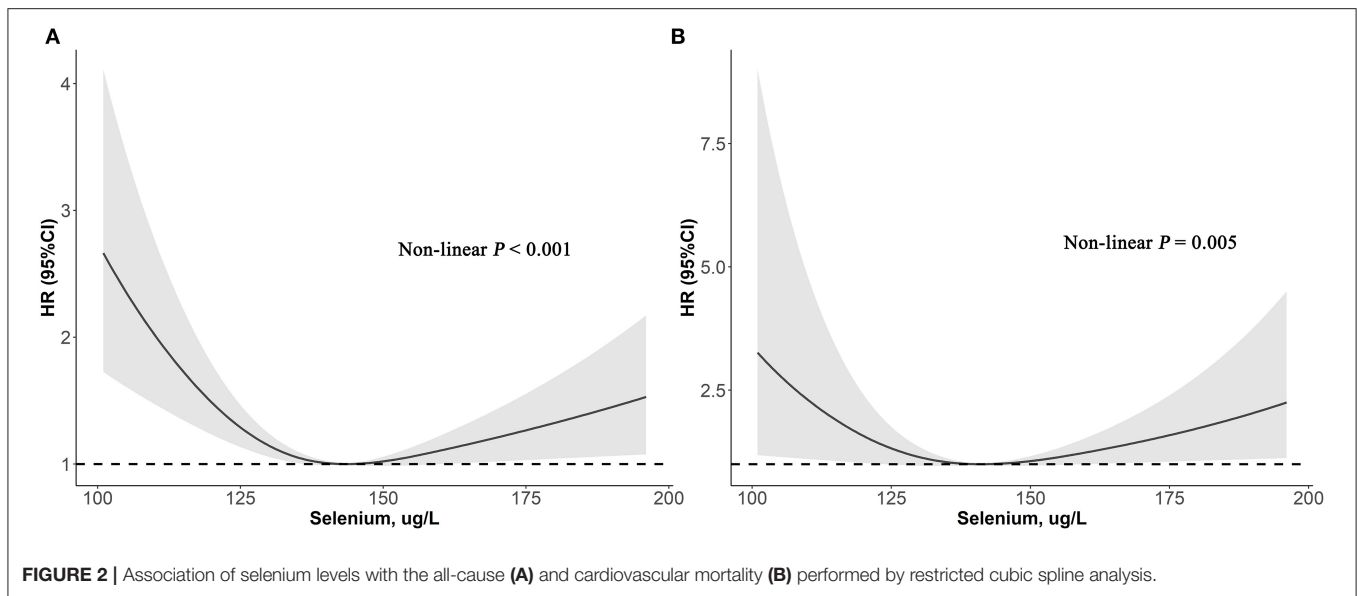 A
B
HR (95%CI)
4
3
2
1
Non-linear P < 0.001
100
125
150
175
200
Selenium, ug/L
HR (95%CI)
7.5
5.0
2.5
Non-linear P = 0.005
100
125
150
175
200
Selenium, ug/L
FIGURE 2 | Association of selenium levels with the all-cause (A) and cardiovascular mortality (B) performed by restricted cubic spline analysis.